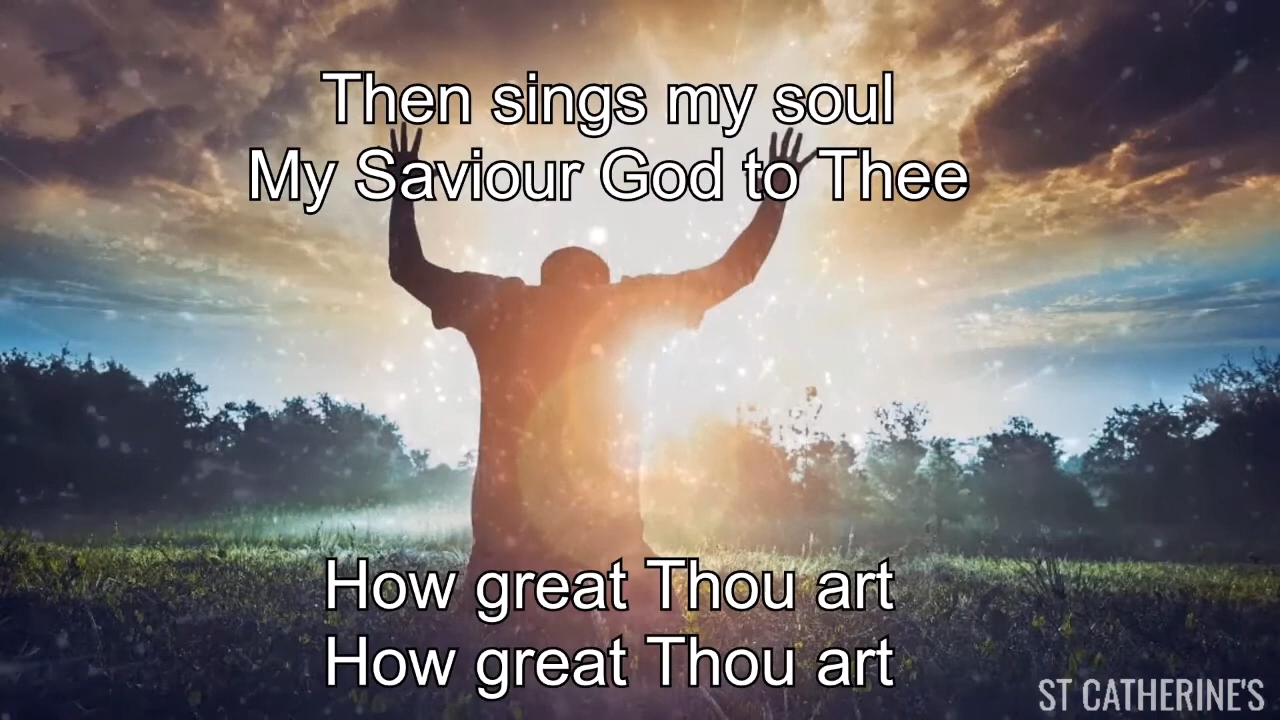 Then sings my soul
My Saviour God to Thee
How great Thou art
How great Thou art
ST CATHERINE'S